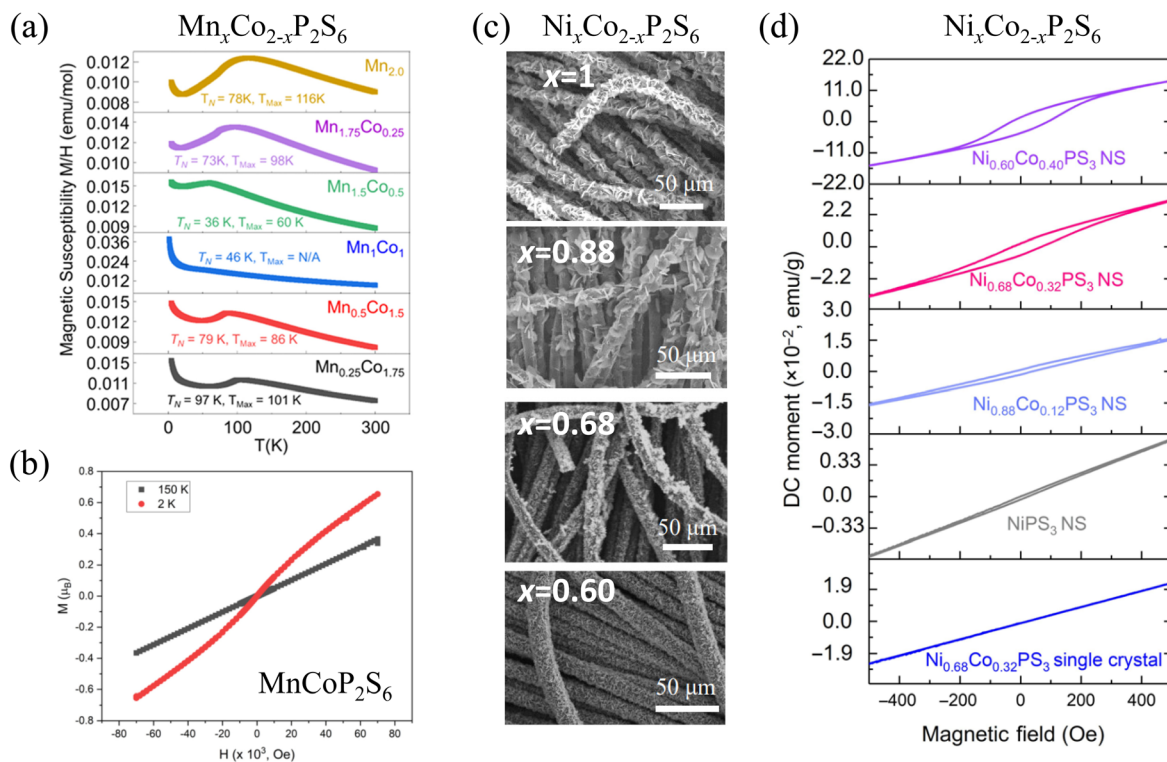 (a)
MnxCo2-xP2S6
Magnetic Susceptibility M/H (emu/mol)
0.012
0.008
Mn2.0
TN = 78K, TMax = 116K
0.014
0.012
0.010
Mn1.75Co0.25
TN = 73K, TMax = 98K
0.015
0.012
0.009
Mn1.5Co0.5
TN = 36 K, TMax = 60 K
0.036
0.024
0.012
Mn1Co1
TN = 46 K, TMax = N/A
0.015
0.012
0.009
Mn0.5Co1.5
TN = 79 K, TMax = 86 K
0.015
0.011
0.007
Mn0.25Co1.75
TN = 97 K, TMax = 101 K
0 100 200 300
T(K)
(b)
M (μB)
0.8
0.6
0.4
0.2
0.0
-0.2
-0.4
-0.6
-0.8
150 K
2 K
MnCoP2S6
-80 -60 -40 -20 0 20 40 60 80
H (x 10³, Oe)
(c)
NixCo2-xP2S6
x=1
50 μm
x=0.88
50 μm
x=0.68
50 μm
x=0.60
50 μm
(d)
NixCo2-xP2S6
DC moment (×10⁻², emu/g)
22.0
11.0
0.0
−11.0
−22.0
Ni0.60Co0.40PS3 NS
2.2
0.0
−2.2
Ni0.68Co0.32PS3 NS
3.0
1.5
0.0
−1.5
−3.0
Ni0.88Co0.12PS3 NS
0.33
0.0
−0.33
NiPS3 NS
1.9
0.0
−1.9
Ni0.68Co0.32PS3 single crystal
−400 −200 0 200 400
Magnetic field (Oe)